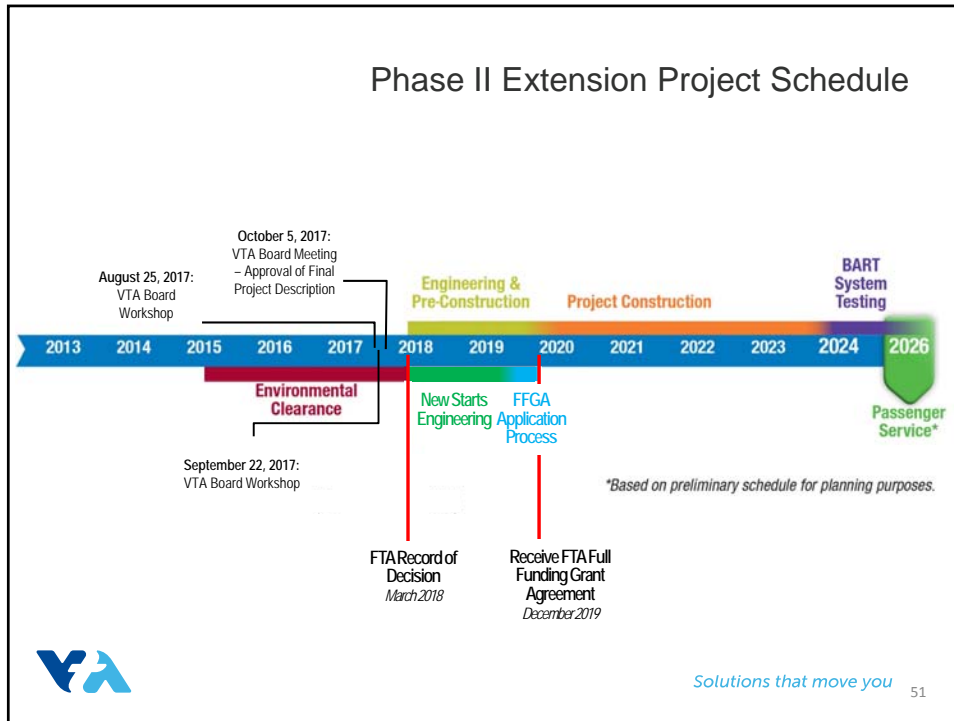 Phase II Extension Project Schedule
October 5, 2017:
VTA Board Meeting
– Approval of Final
Project Description
August 25, 2017:
VTA Board
Workshop
Engineering &
Pre-Construction
Project Construction
BART
System
Testing
2013 2014 2015 2016 2017 2018 2019 2020 2021 2022 2023 2024 2026
Environmental
Clearance
New Starts
Engineering
FFGA
Application
Process
Passenger
Service*
September 22, 2017:
VTA Board Workshop
*Based on preliminary schedule for planning purposes.
FTA Record of
Decision
March 2018
Receive FTA Full
Funding Grant
Agreement
December 2019
VTA
Solutions that move you
51